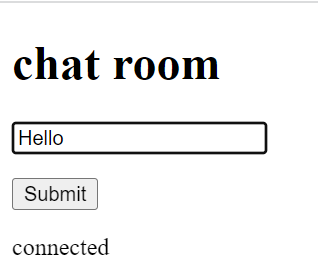 chat room
Hello
Submit
connected